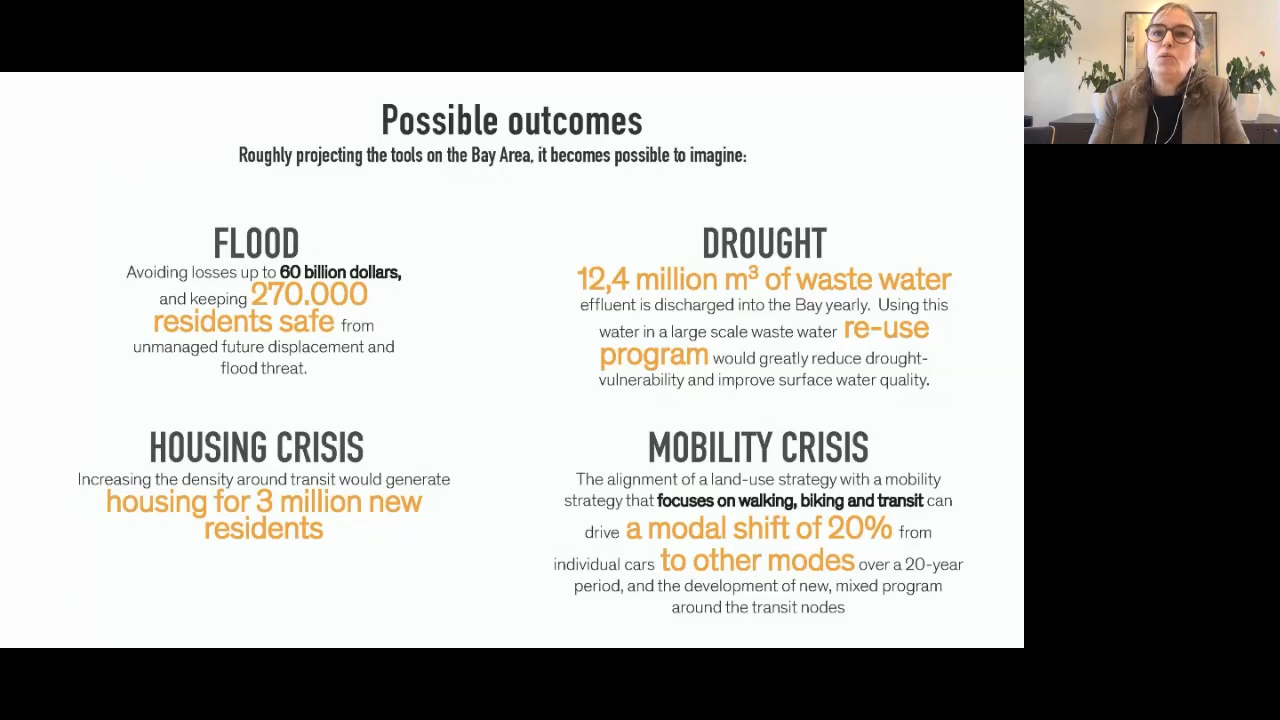 Possible outcomes
Roughly projecting the tools on the Bay Area, it becomes possible to imagine:
FLOOD
Avoiding losses up to 60 billion dollars,
and keeping 270.000
residents safe from
unmanaged future displacement and
flood threat.
DROUGHT
12,4 million m³ of waste water
effluent is discharged into the Bay yearly. Using this
water in a large scale waste water re-use
program would greatly reduce drought-
vulnerability and improve surface water quality.
HOUSING CRISIS
Increasing the density around transit would generate
housing for 3 million new
residents
MOBILITY CRISIS
The alignment of a land-use strategy with a mobility
strategy that focuses on walking, biking and transit can
drive a modal shift of 20% from
individual cars to other modes over a 20-year
period, and the development of new, mixed program
around the transit nodes